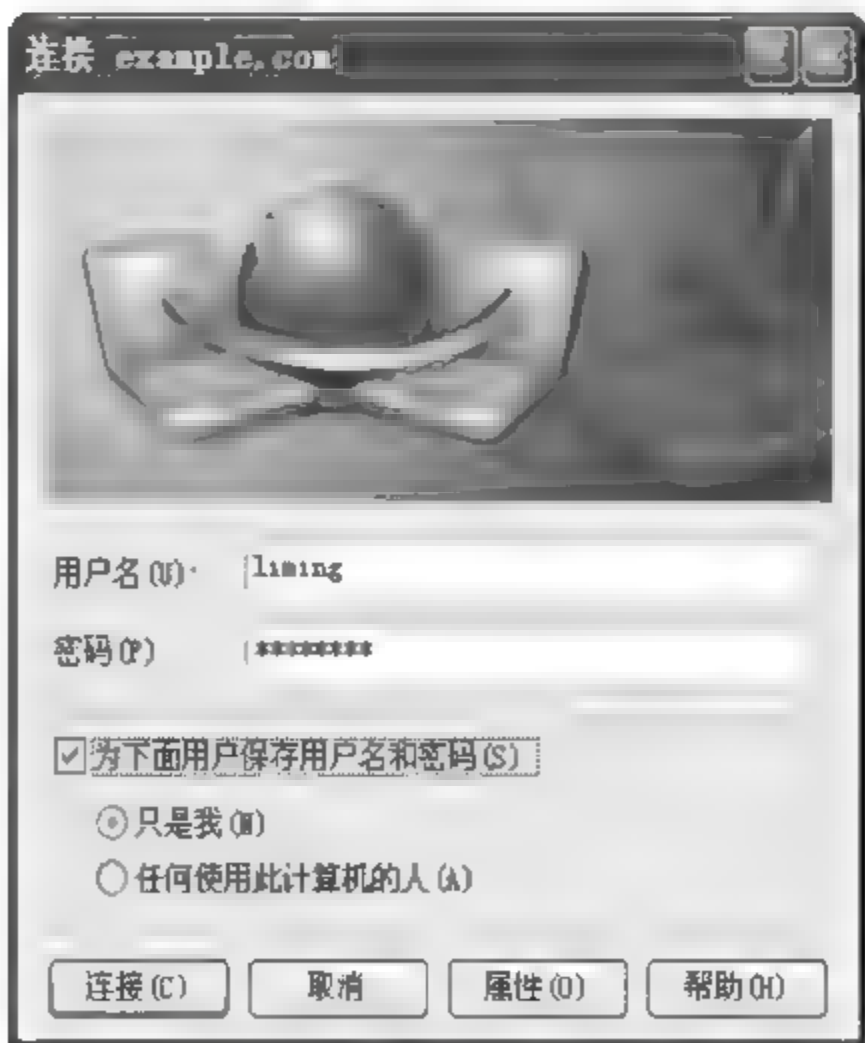 连接 example.com
用户名(U):
liming
密码(P)
********
为下面用户保存用户名和密码(S)
只是我(M)
任何使用此计算机的人(A)
连接(C) 取消 属性(O) 帮助(H)